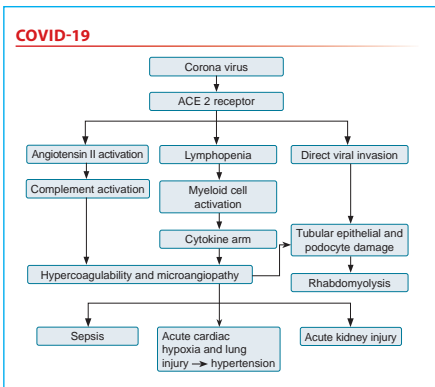 COVID-19
Corona virus
ACE 2 receptor
Angiotensin II activation
Lymphopenia
Direct viral invasion
Complement activation
Myeloid cell
activation
Cytokine arm
Tubular epithelial and
podocyte damage
Hypercoagulability and microangiopathy
Rhabdomyolysis
Sepsis
Acute cardiac
hypoxia and lung
injury → hypertension
Acute kidney injury